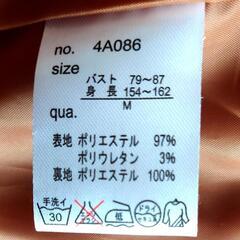 no. 4A086
size
バスト 79～87
身 長 154～162
M
qua.
表地 ポリエステル 97%
ポリウレタン 3%
裏地 ポリエステル 100%
手洗イ
30 低 ドライ